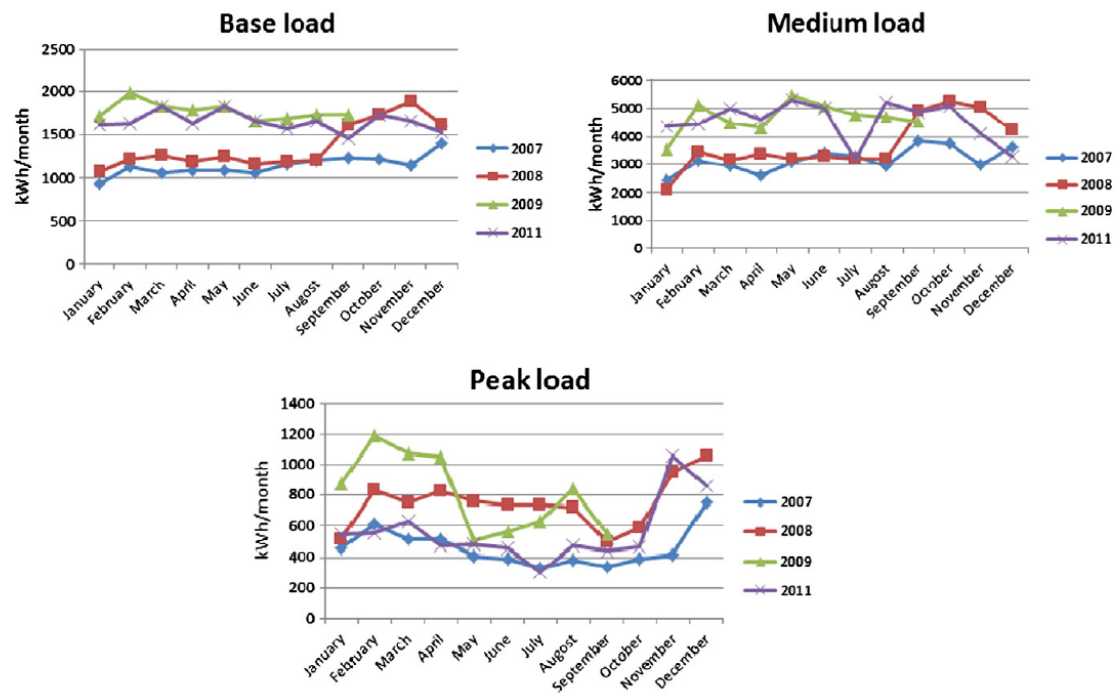 Base load
2500
2000
1500
1000
500
0
kWh/month
January
February
March
April
May
June
July
Augost
September
October
November
December
2007
2008
2009
2011
Medium load
6000
5000
4000
3000
2000
1000
0
kWh/month
January
February
March
April
May
June
July
Augost
September
October
November
December
2007
2008
2009
2011
Peak load
1400
1200
1000
800
600
400
200
0
kWh/month
January
February
March
April
May
June
July
Augost
September
October
November
December
2007
2008
2009
2011